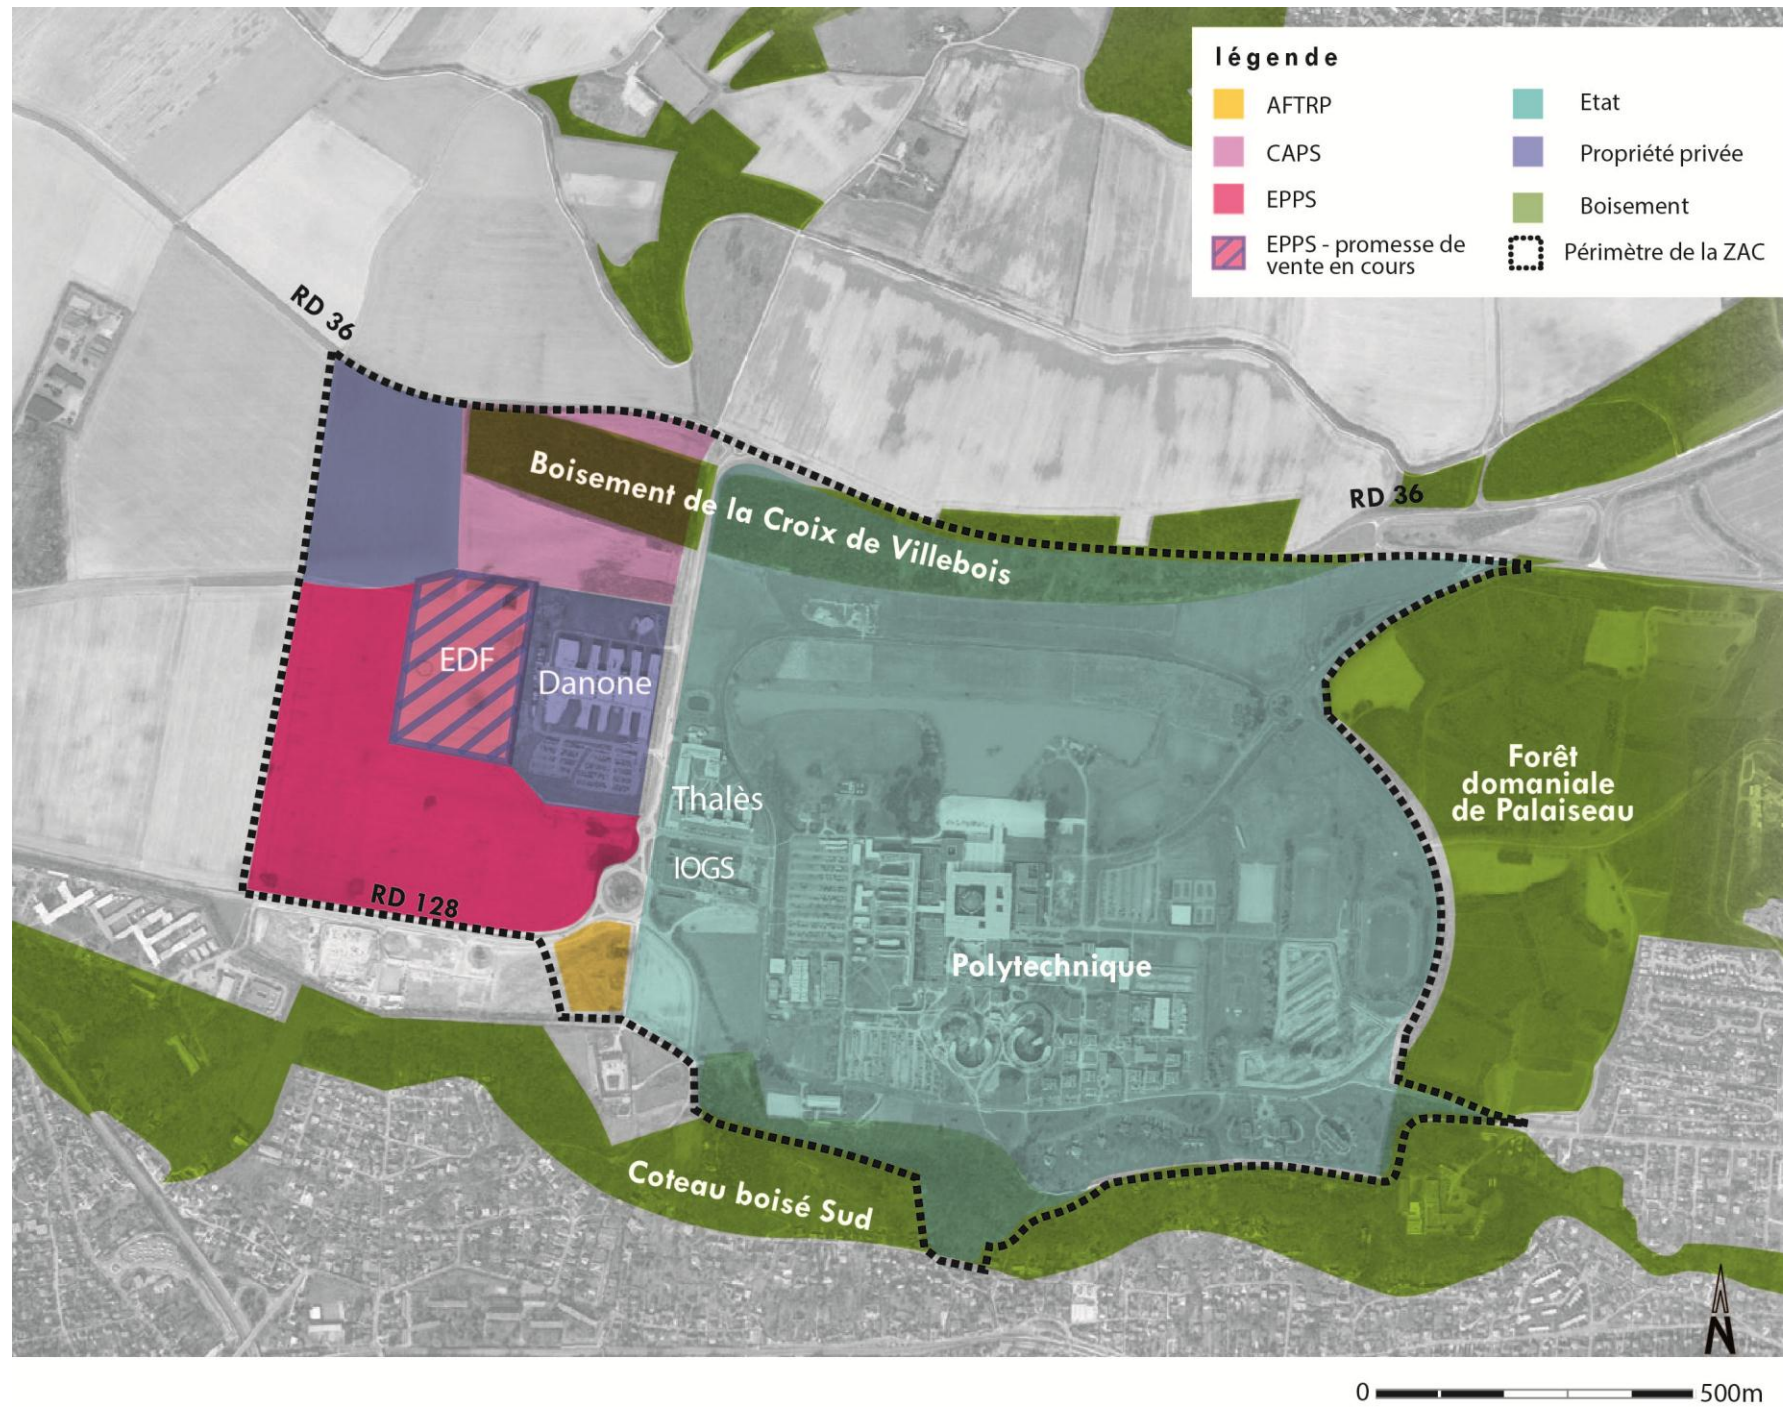 légende
AFTRP
CAPS
EPPS
EPPS - promesse de
vente en cours
Etat
Propriété privée
Boisement
Périmètre de la ZAC
RD 36
Boisement de la Croix de Villebois
RD 36
EDF
Danone
Thalès
IOGS
Forêt
domaniale
de Palaiseau
RD 128
Polytechnique
Coteau boisé Sud
N
0 500m